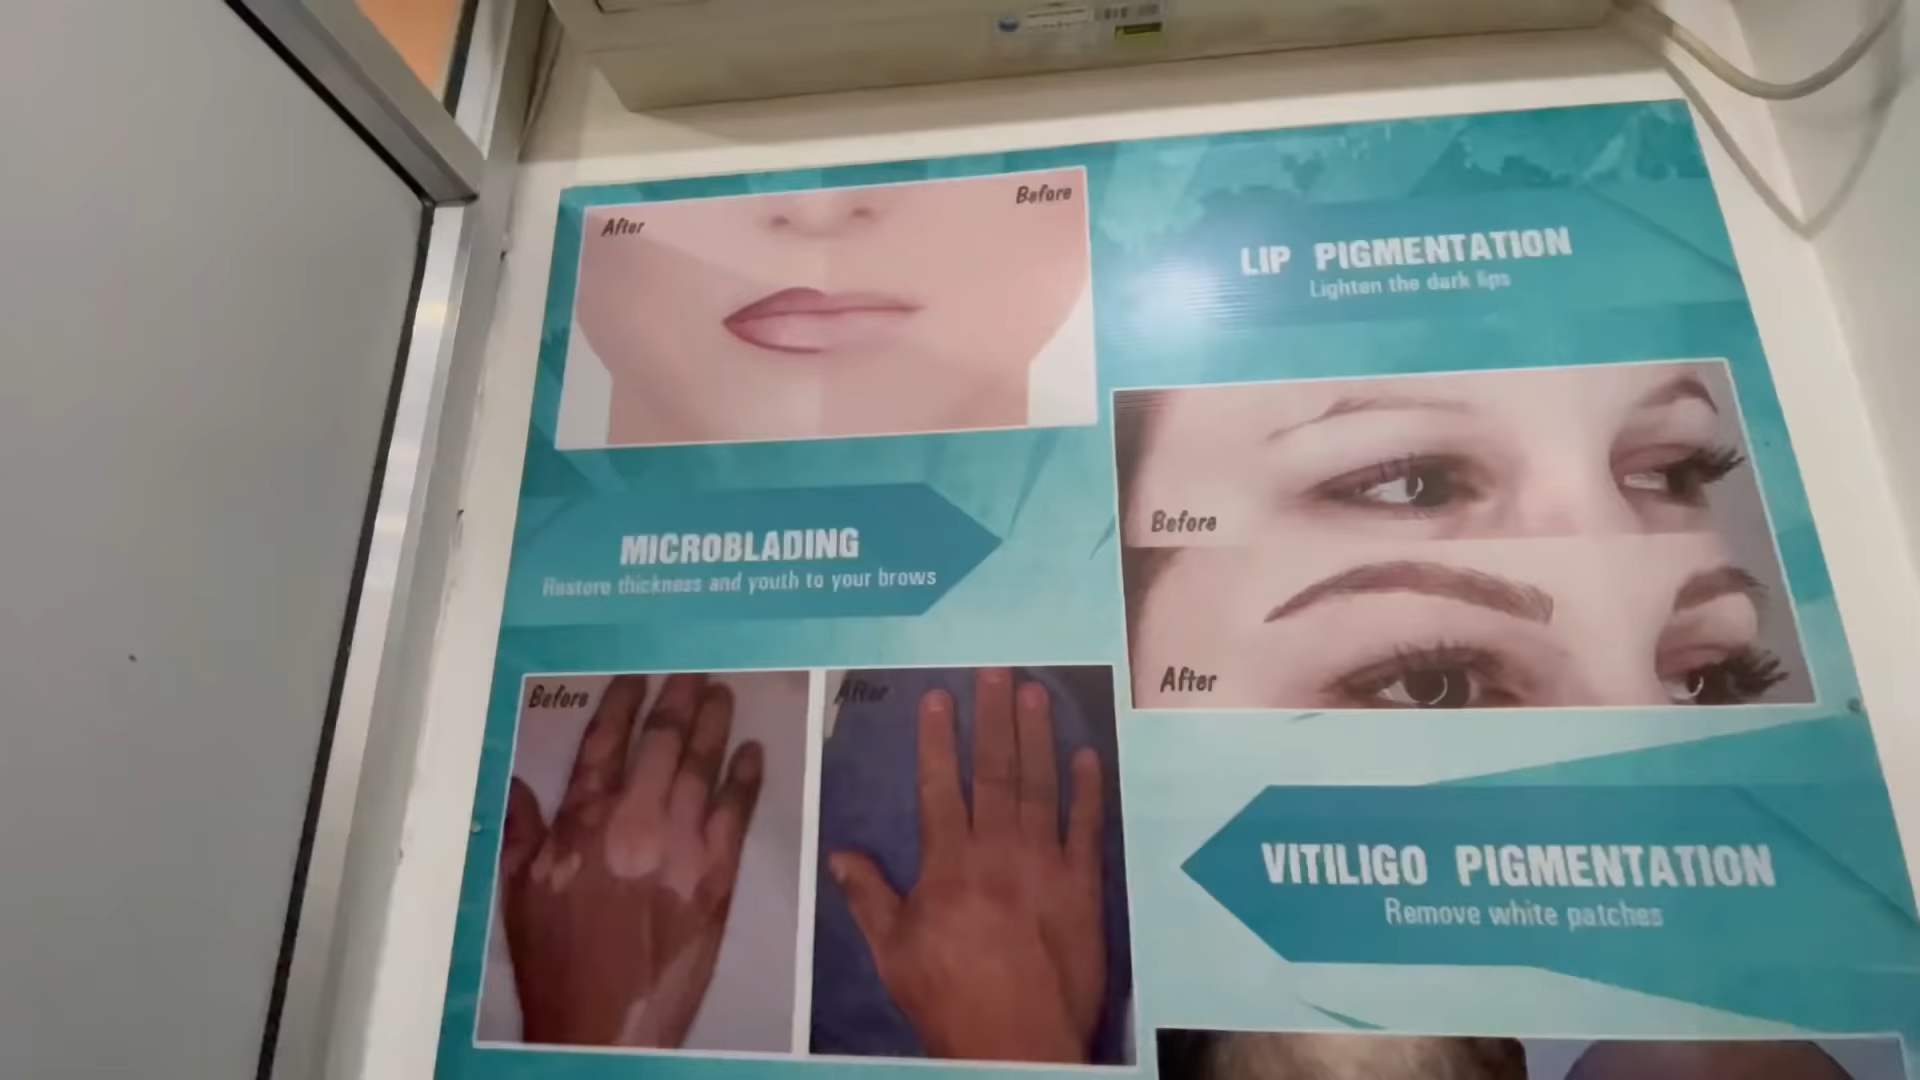 After
Before
LIP PIGMENTATION
Lighten the dark lips
MICROBLADING
Restore thickness and youth to your brows
Before
After
Before
After
VITILIGO PIGMENTATION
Remove white patches